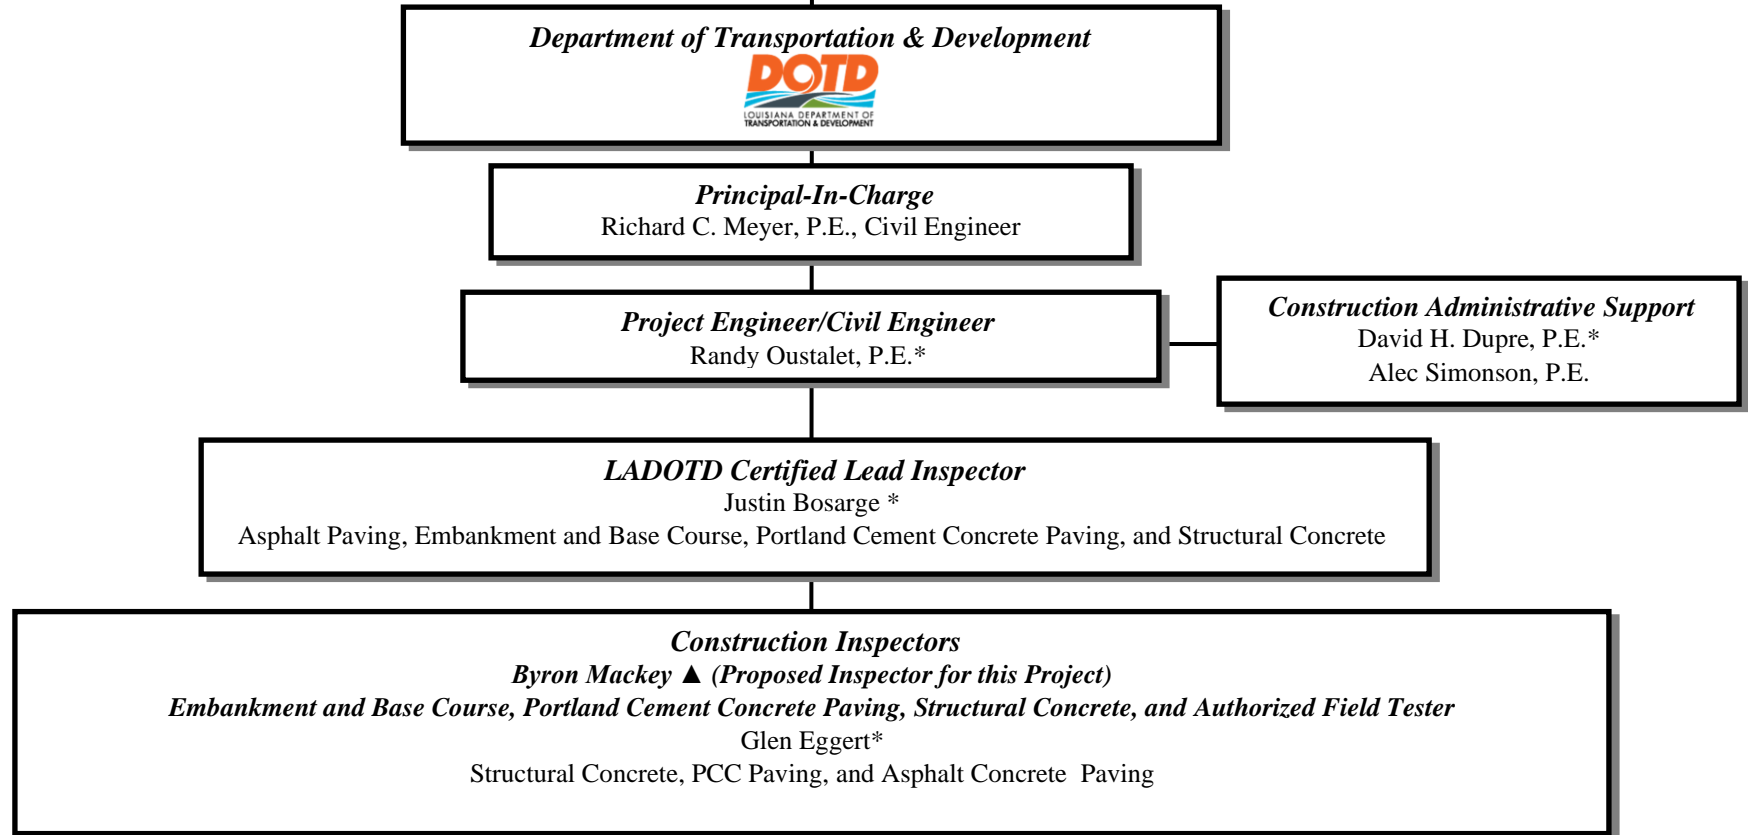 Department of Transportation & Development
DOTD
LOUISIANA DEPARTMENT OF
TRANSPORTATION & DEVELOPMENT
Principal-In-Charge
Richard C. Meyer, P.E., Civil Engineer
Project Engineer/Civil Engineer
Randy Oustalet, P.E.*
Construction Administrative Support
David H. Dupre, P.E.*
Alec Simonson, P.E.
LADOTD Certified Lead Inspector
Justin Bosarge *
Asphalt Paving, Embankment and Base Course, Portland Cement Concrete Paving, and Structural Concrete
Construction Inspectors
Byron Mackey ▲ (Proposed Inspector for this Project)
Embankment and Base Course, Portland Cement Concrete Paving, Structural Concrete, and Authorized Field Tester
Glen Eggert*
Structural Concrete, PCC Paving, and Asphalt Concrete Paving